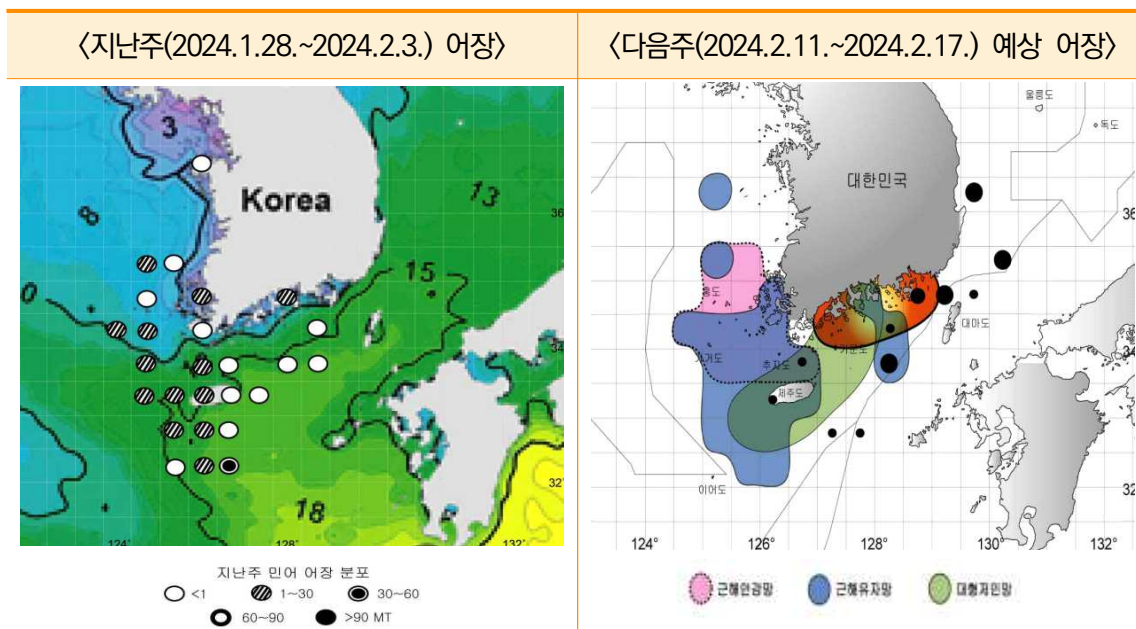 <지난주(2024.1.28.~2024.2.3.) 어장>
<다음주(2024.2.11.~2024.2.17.) 예상 어장>
3
Korea
8
13
15
0
18
36
34
32
124°
128°
132°
지난주 민어 어장 분포
<1
1~30
30~60
60~90
>90 MT
울릉도
독도
대한민국
홍도
대마도
추자도
제주도
이어도
36
34
32
124°
126°
128°
130°
132°
근해안강망
근해유자망
대형저인망